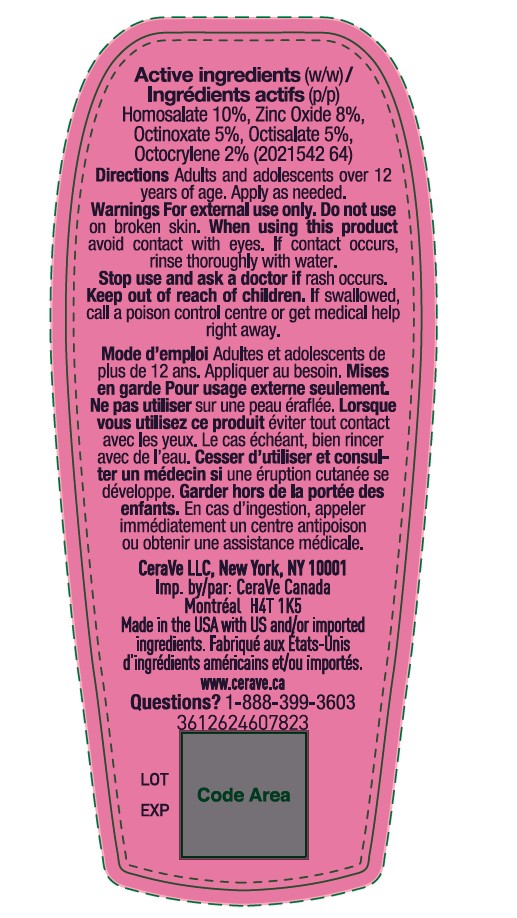 Active ingredients (w/w)/
Ingrédients actifs (p/p)
Homosalate 10%, Zinc Oxide 8%,
Octinoxate 5%, Octisalate 5%,
Octocrylene 2% (2021542 64)
Directions Adults and adolescents over 12
years of age. Apply as needed.
Warnings For external use only. Do not use
on broken skin. When using this product
avoid contact with eyes. If contact occurs,
rinse thoroughly with water.
Stop use and ask a doctor if rash occurs.
Keep out of reach of children. If swallowed,
call a poison control centre or get medical help
right away.
Mode d'emploi Adultes et adolescents de
plus de 12 ans. Appliquer au besoin. Mises
en garde Pour usage externe seulement.
Ne pas utiliser sur une peau éraflée. Lorsque
vous utilisez ce produit éviter tout contact
avec les yeux. Le cas échéant, bien rincer
avec de l'eau. Cesser d'utiliser et consul-
ter un médecin si une éruption cutanée se
développe. Garder hors de la portée des
enfants. En cas d'ingestion, appeler
immédiatement un centre antipoison
ou obtenir une assistance médicale.
CeraVe LLC, New York, NY 10001
Imp. by/par: CeraVe Canada
Montréal H4T 1K5
Made in the USA with US and/or imported
ingredients. Fabriqué aux États-Unis
d'ingrédients américains et/ou importés.
www.cerave.ca
Questions? 1-888-399-3603
3612624607823
LOT
EXP
Code Area